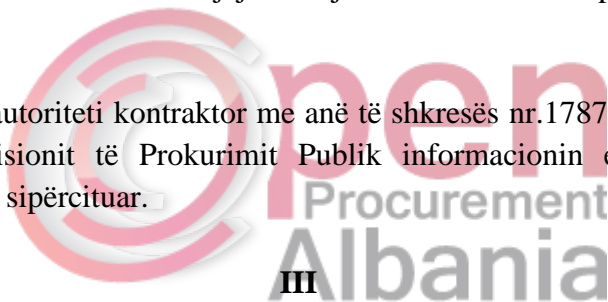 autoriteti kontraktor me anë të shkresës nr.1787
isionit të Prokurimit Publik informacionin e
sipërcituar.
Open
Procurement
Albania
III